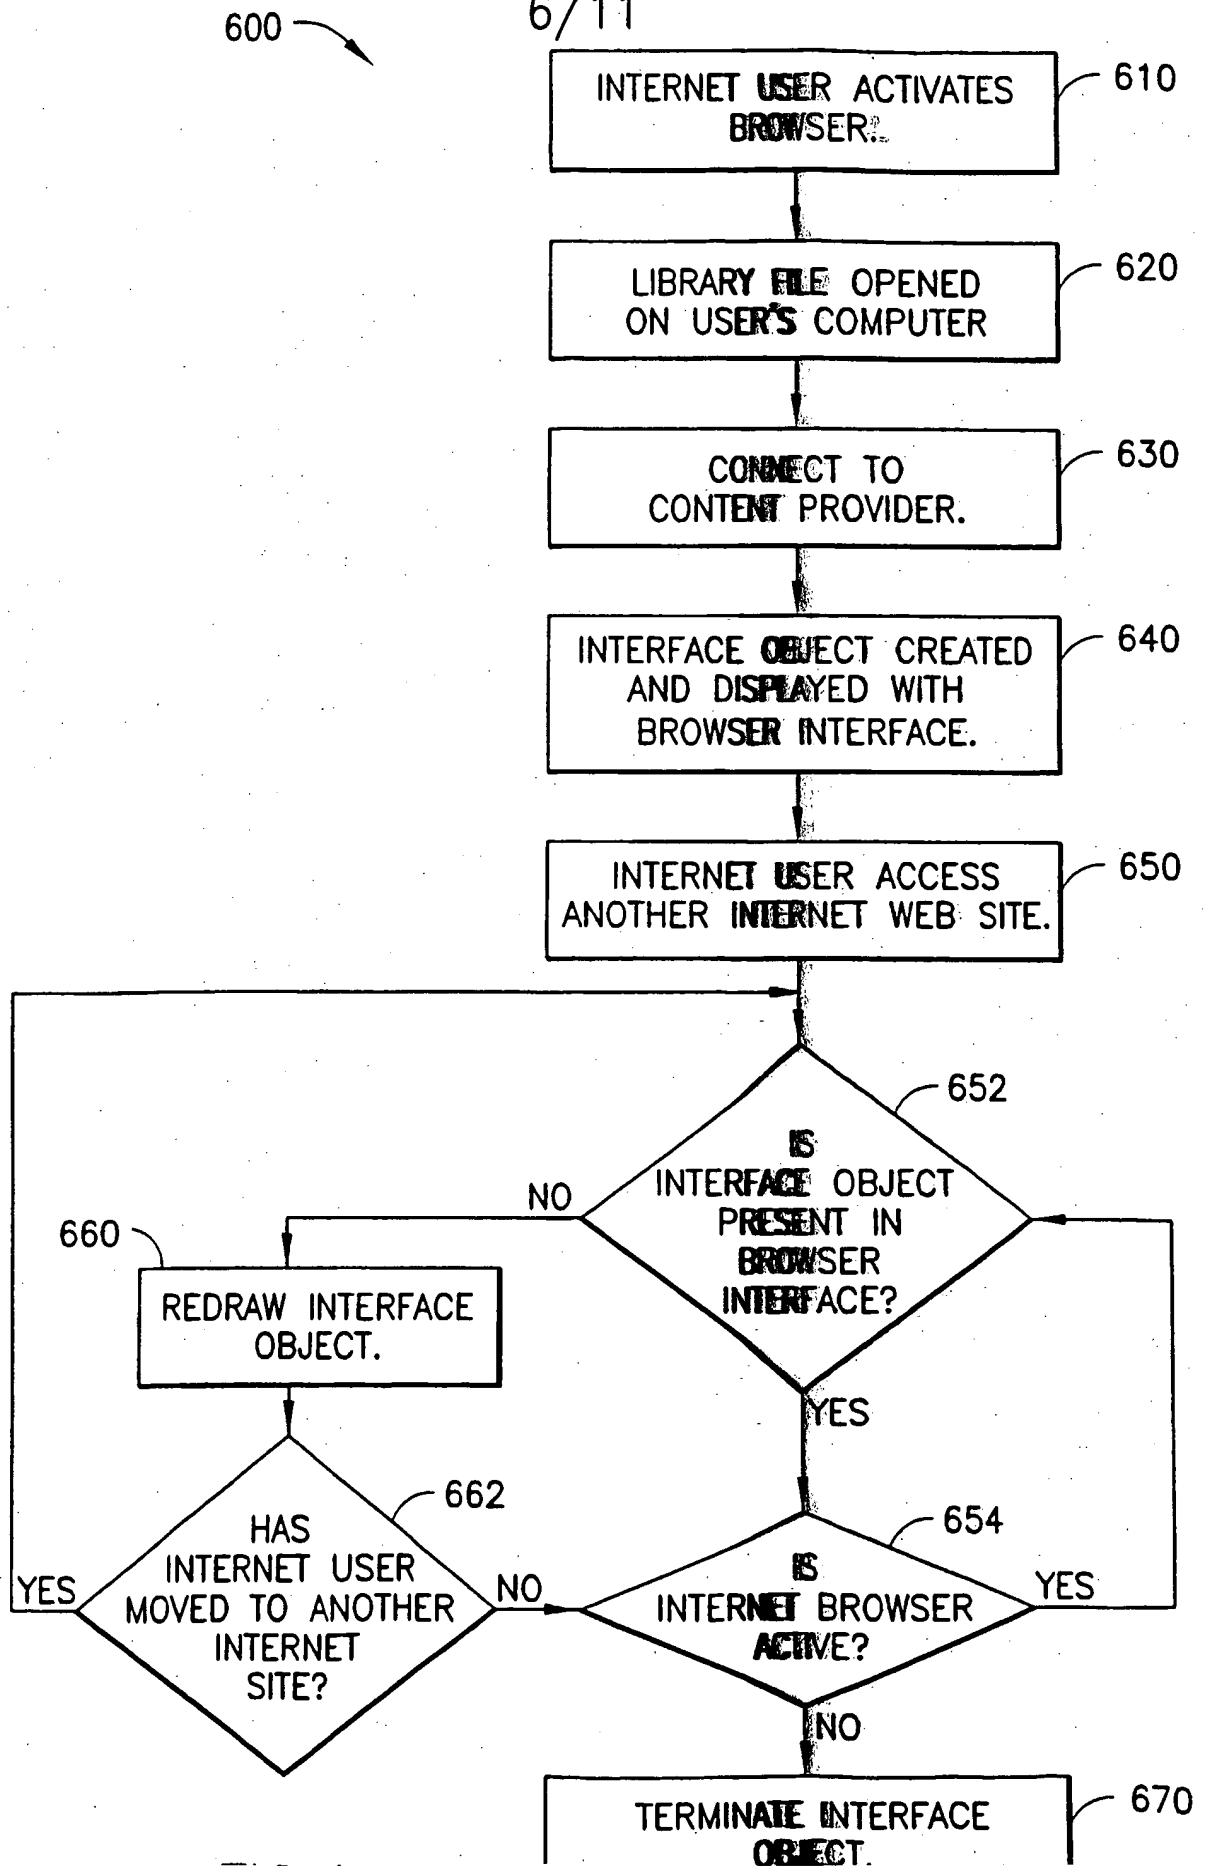 6/11
600
INTERNET USER ACTIVATES
BROWSER.
610
LIBRARY FILE OPENED
ON USER'S COMPUTER
620
CONNECT TO
CONTENT PROVIDER.
630
INTERFACE OBJECT CREATED
AND DISPLAYED WITH
BROWSER INTERFACE.
640
INTERNET USER ACCESS
ANOTHER INTERNET WEB SITE.
650
652
IS
INTERFACE OBJECT
PRESENT IN
BROWSER
INTERFACE?
NO
YES
660
REDRAW INTERFACE
OBJECT.
662
HAS
INTERNET USER
MOVED TO ANOTHER
INTERNET
SITE?
YES
NO
654
IS
INTERNET BROWSER
ACTIVE?
YES
NO
TERMINATE INTERFACE
OBJECT.
670